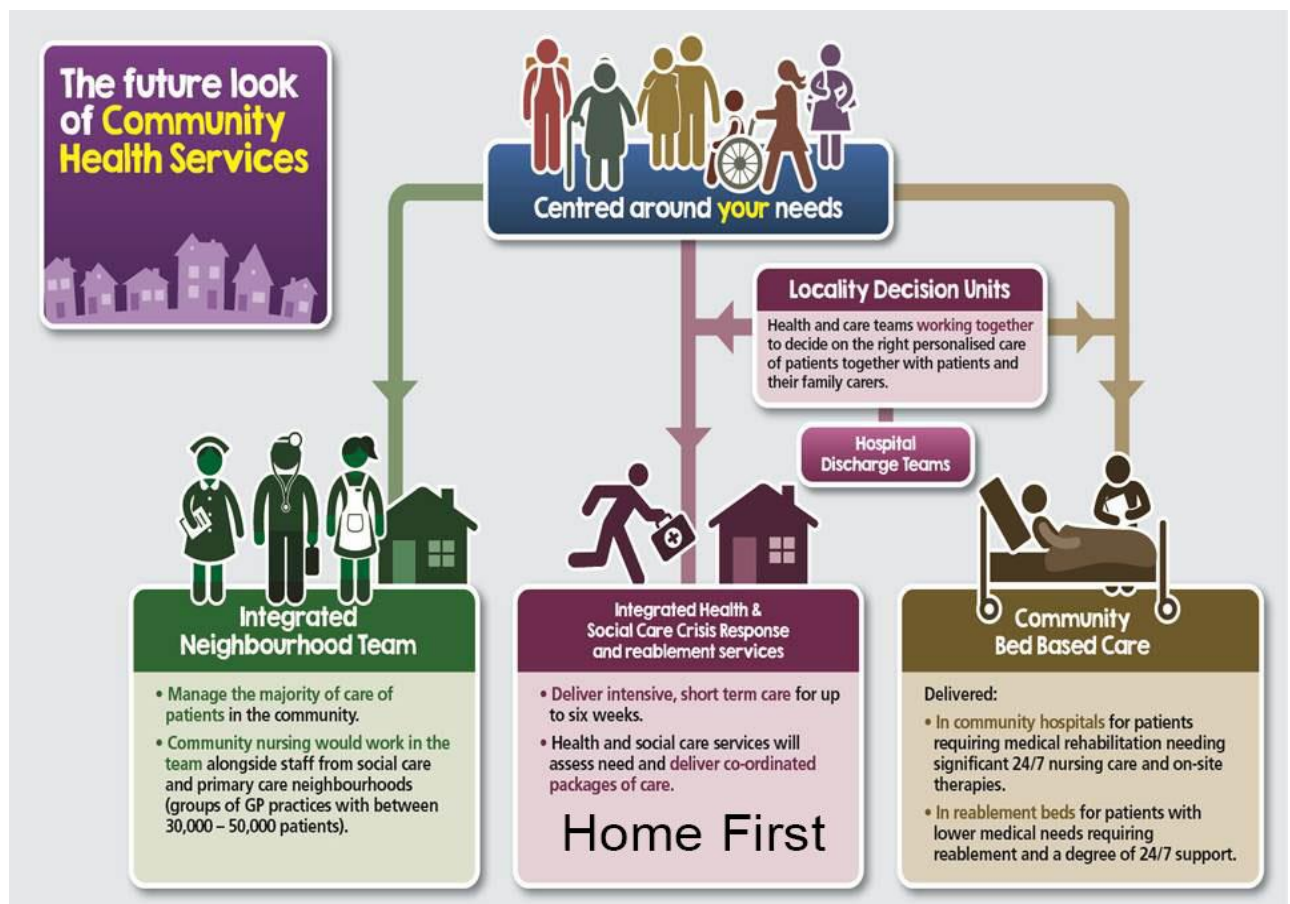 The future look
of Community
Health Services
Centred around your needs
Locality Decision Units
Health and care teams working together
to decide on the right personalised care
of patients together with patients and
their family carers.
Hospital
Discharge Teams
Integrated
Neighbourhood Team
• Manage the majority of care of
patients in the community.
• Community nursing would work in the
team alongside staff from social care
and primary care neighbourhoods
(groups of GP practices with between
30,000 – 50,000 patients).
Integrated Health &
Social Care Crisis Response
and reablement services
• Deliver intensive, short term care for up
to six weeks.
• Health and social care services will
assess need and deliver co-ordinated
packages of care.
Home First
Community
Bed Based Care
Delivered:
• In community hospitals for patients
requiring medical rehabilitation needing
significant 24/7 nursing care and on-site
therapies.
• In reablement beds for patients with
lower medical needs requiring
reablement and a degree of 24/7 support.